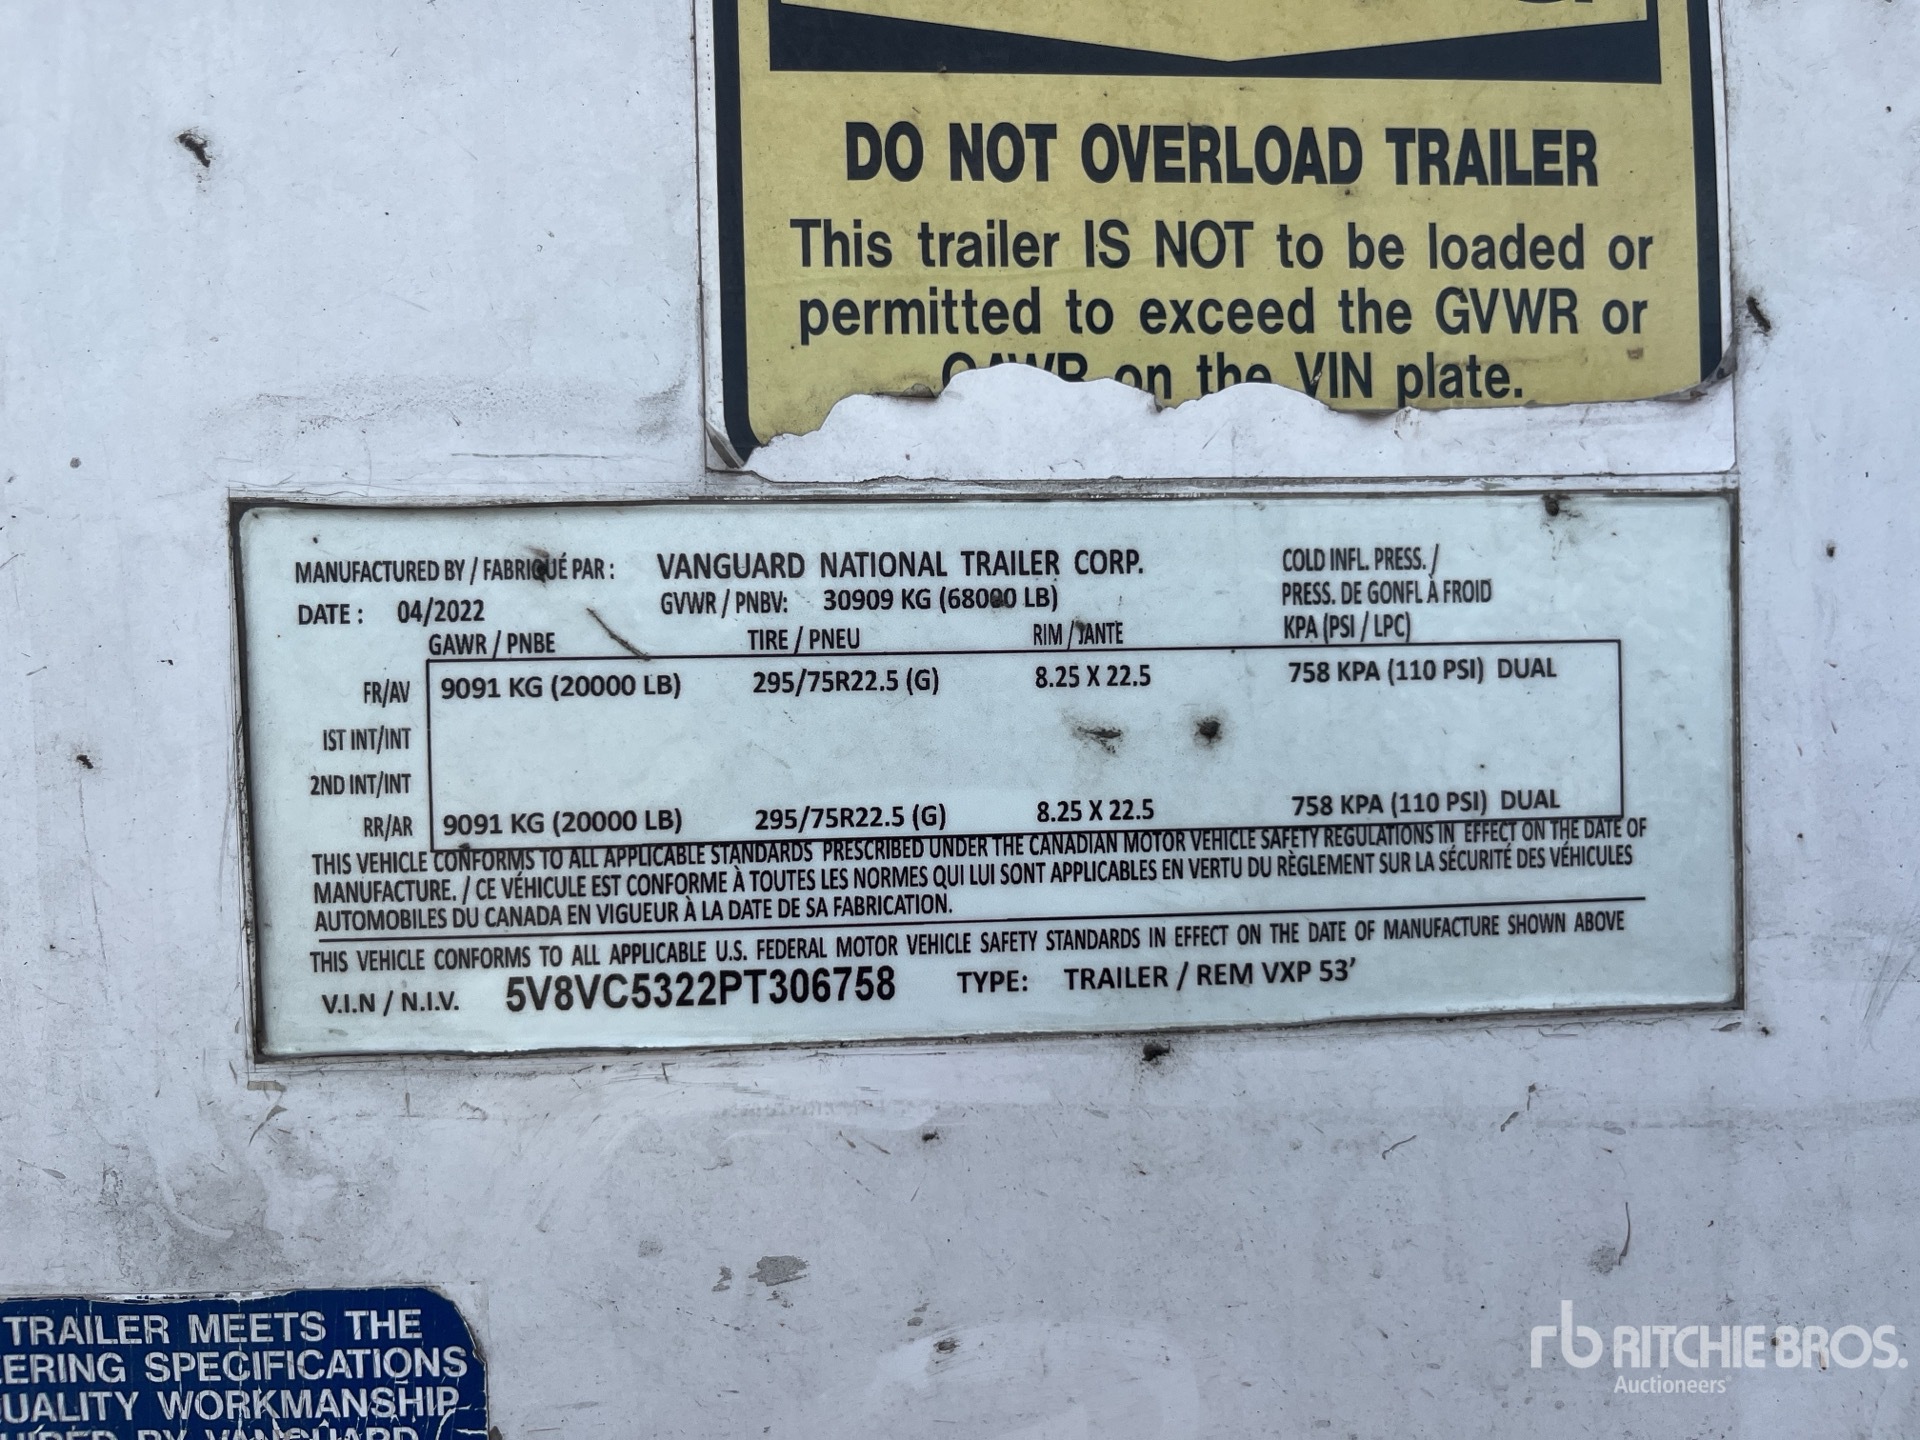 DO NOT OVERLOAD TRAILER
This trailer IS NOT to be loaded or
permitted to exceed the GVWR or
GAWR on the VIN plate.
MANUFACTURED BY / FABRIQUÉ PAR : VANGUARD NATIONAL TRAILER CORP. COLD INFL. PRESS. /
DATE : 04/2022 GVWR / PNBV: 30909 KG (68000 LB) PRESS. DE GONFL À FROID
GAWR / PNBE TIRE / PNEU RIM / JANTE KPA (PSI / LPC)
FR/AV 9091 KG (20000 LB) 295/75R22.5 (G) 8.25 X 22.5 758 KPA (110 PSI) DUAL
IST INT/INT
2ND INT/INT
RR/AR 9091 KG (20000 LB) 295/75R22.5 (G) 8.25 X 22.5 758 KPA (110 PSI) DUAL
THIS VEHICLE CONFORMS TO ALL APPLICABLE STANDARDS PRESCRIBED UNDER THE CANADIAN MOTOR VEHICLE SAFETY REGULATIONS IN EFFECT ON THE DATE OF
MANUFACTURE. / CE VÉHICULE EST CONFORME À TOUTES LES NORMES QUI LUI SONT APPLICABLES EN VERTU DU RÈGLEMENT SUR LA SÉCURITÉ DES VÉHICULES
AUTOMOBILES DU CANADA EN VIGUEUR À LA DATE DE SA FABRICATION.
THIS VEHICLE CONFORMS TO ALL APPLICABLE U.S. FEDERAL MOTOR VEHICLE SAFETY STANDARDS IN EFFECT ON THE DATE OF MANUFACTURE SHOWN ABOVE
V.I.N / N.I.V. 5V8VC5322PT306758 TYPE: TRAILER / REM VXP 53'
TRAILER MEETS THE
EERING SPECIFICATIONS
UALITY WORKMANSHIP
UIRED BY VANGUARD
rb RITCHIE BROS.
Auctioneers